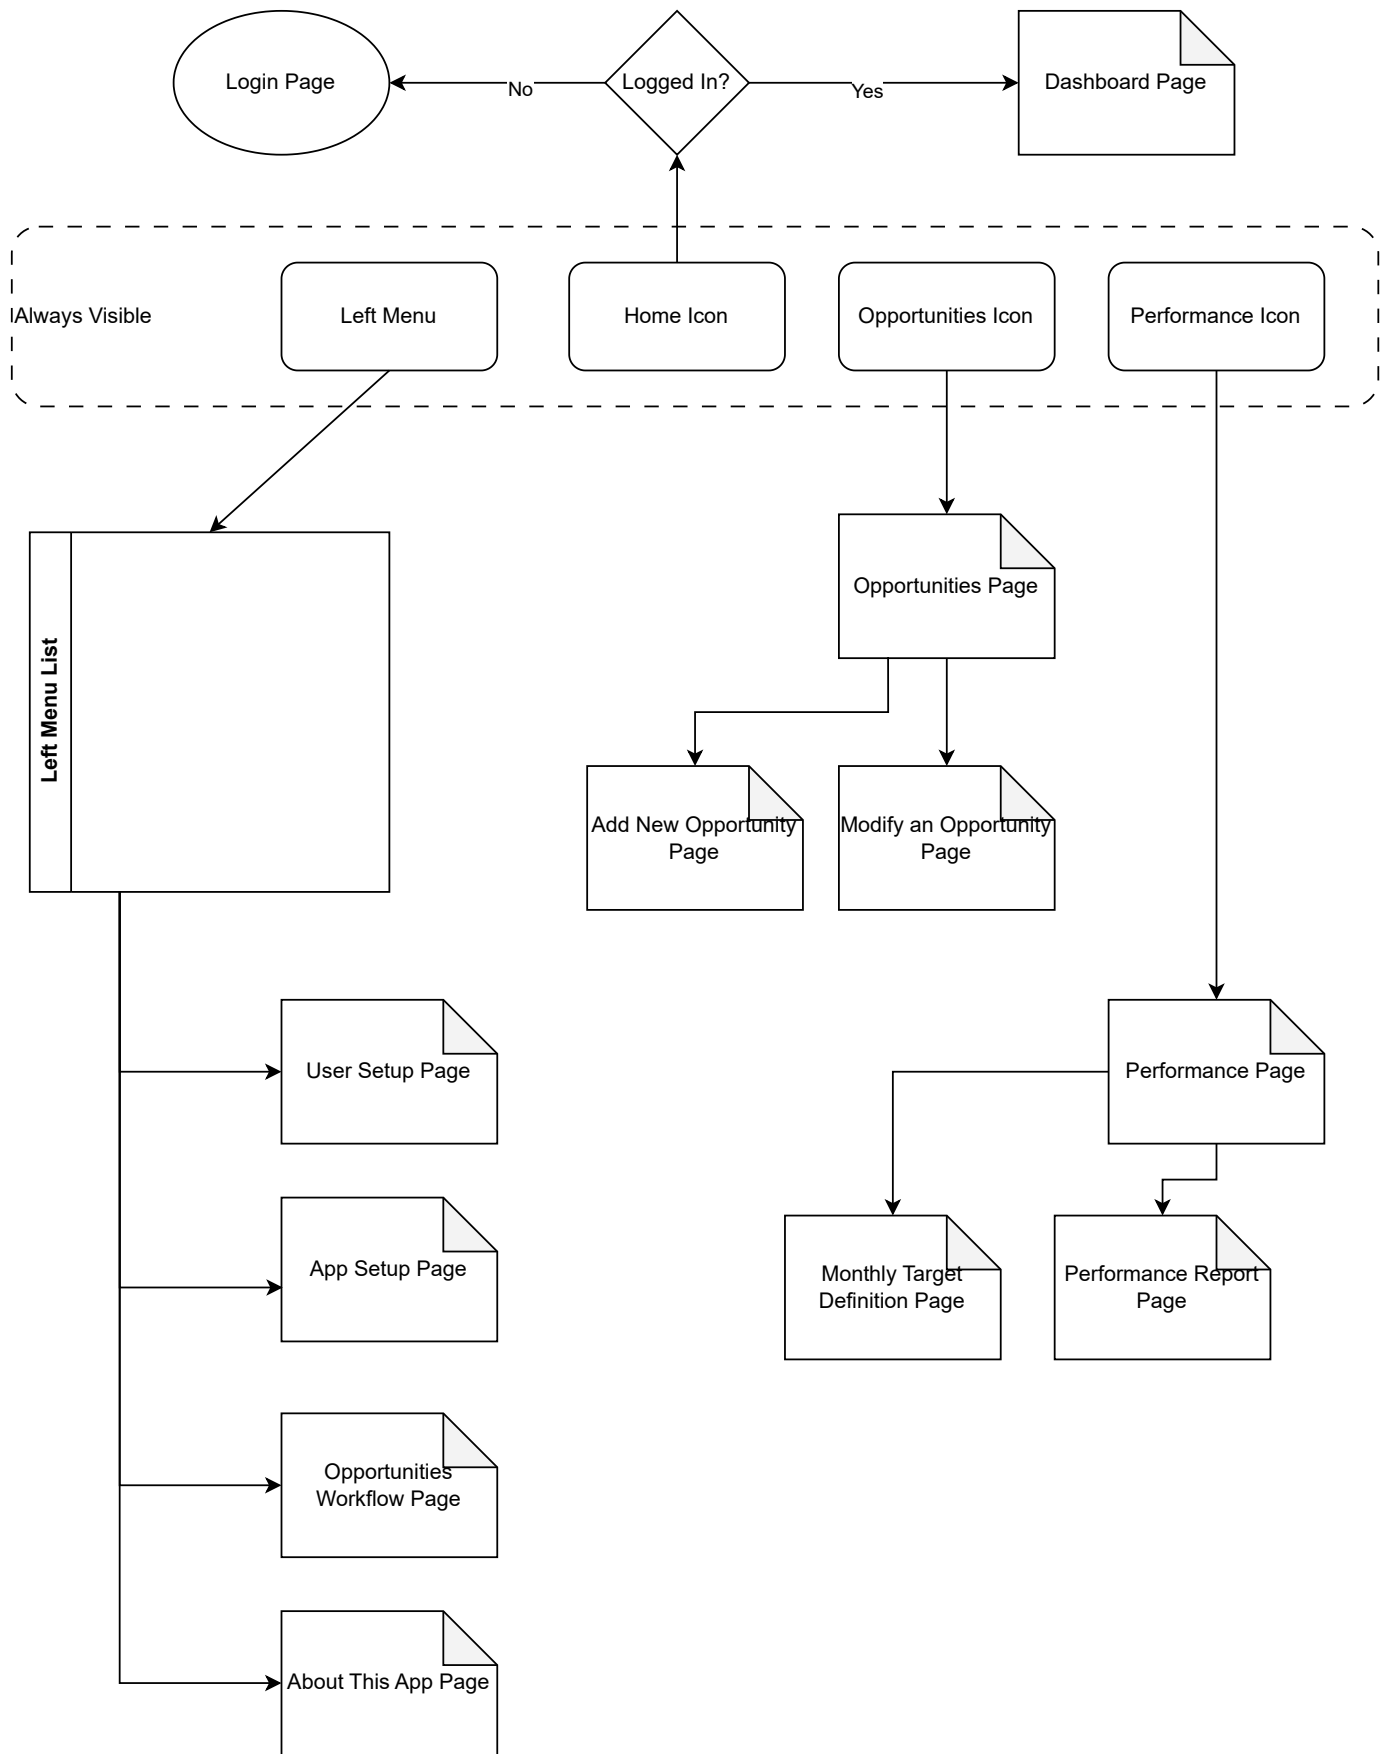 Login Page
No
Logged In?
Yes
Dashboard Page
Always Visible
Left Menu
Home Icon
Opportunities Icon
Performance Icon
Left Menu List
Opportunities Page
Add New Opportunity
Page
Modify an Opportunity
Page
User Setup Page
Performance Page
App Setup Page
Monthly Target
Definition Page
Performance Report
Page
Opportunities
Workflow Page
About This App Page